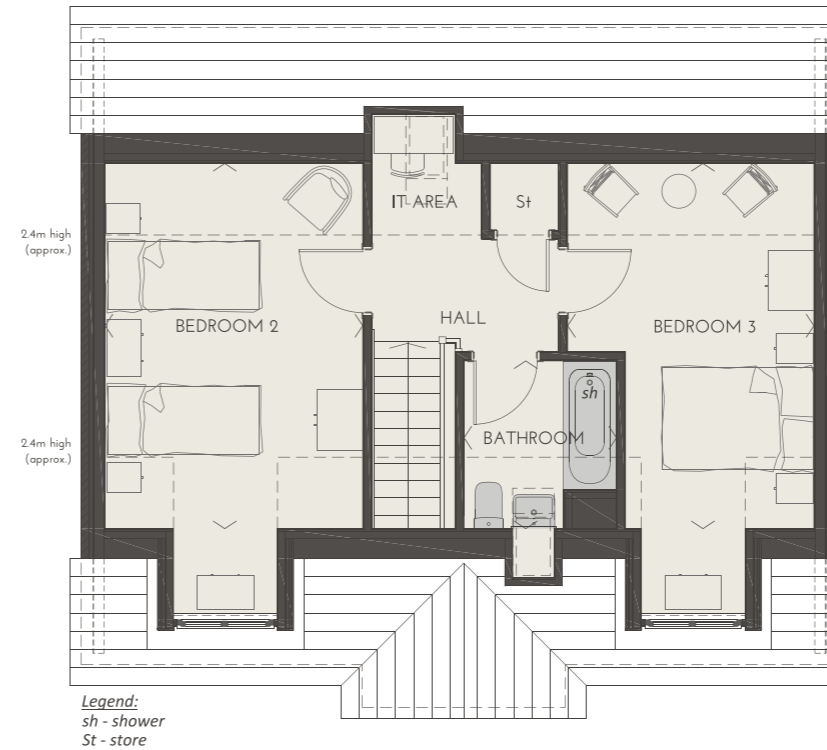 IT AREA
St
2.4m high
(approx.)
HALL
BEDROOM 2
BEDROOM 3
sh
BATHROOM
2.4m high
(approx.)
Legend:
sh - shower
St - store